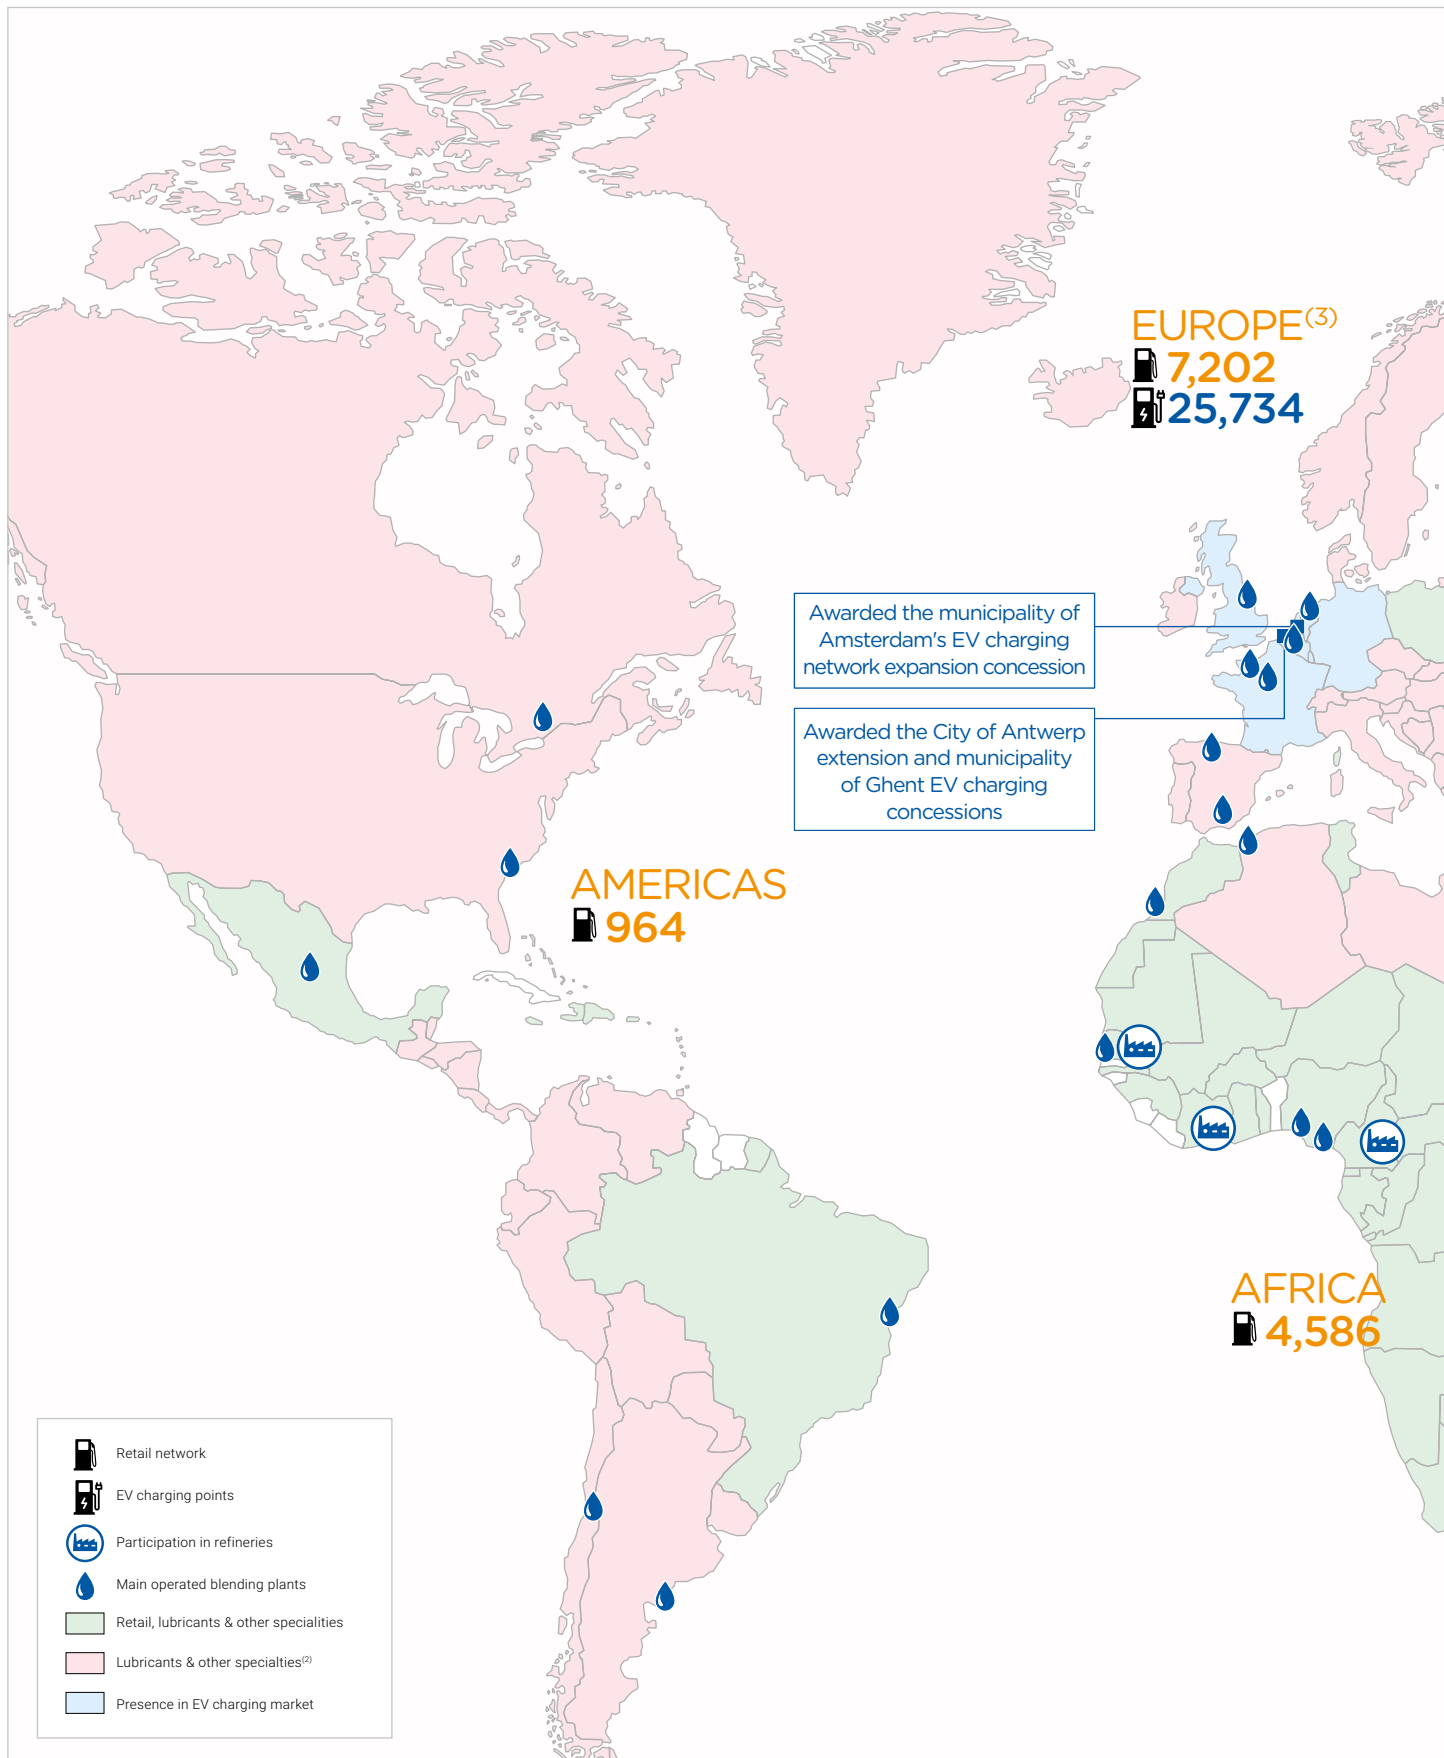 EUROPE(3)
7,202
25,734
Awarded the municipality of
Amsterdam's EV charging
network expansion concession
Awarded the City of Antwerp
extension and municipality
of Ghent EV charging
concessions
AMERICAS
964
AFRICA
4,586
Retail network
EV charging points
Participation in refineries
Main operated blending plants
Retail, lubricants & other specialities
Lubricants & other specialties(2)
Presence in EV charging market